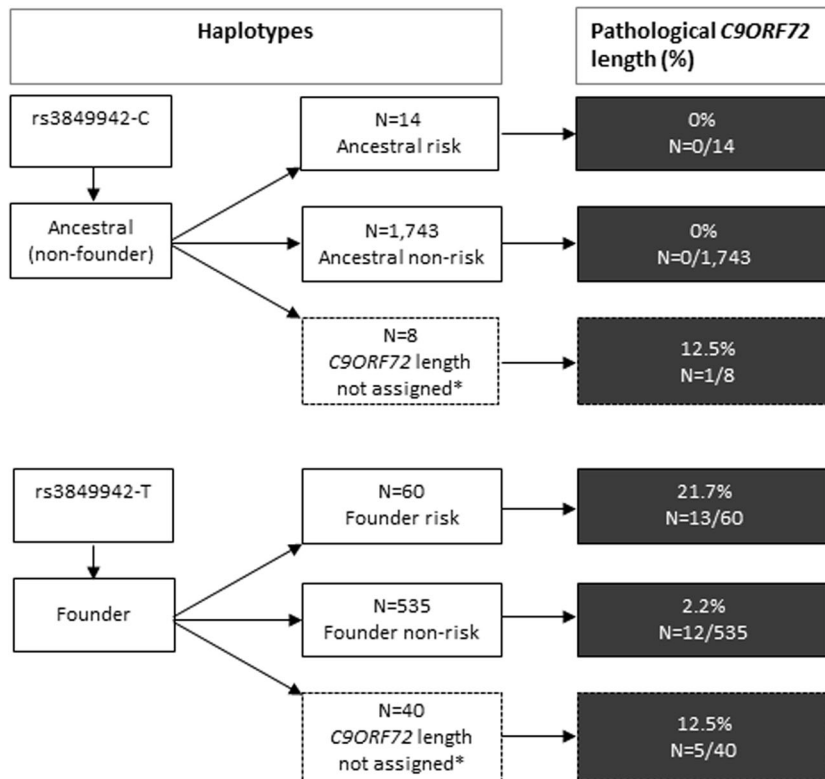 Haplotypes
Pathological C9ORF72
length (%)
rs3849942-C
N=14
Ancestral risk
0%
N=0/14
Ancestral
(non-founder)
N=1,743
Ancestral non-risk
0%
N=0/1,743
N=8
C9ORF72 length
not assigned*
12.5%
N=1/8
rs3849942-T
N=60
Founder risk
21.7%
N=13/60
Founder
N=535
Founder non-risk
2.2%
N=12/535
N=40
C9ORF72 length
not assigned*
12.5%
N=5/40